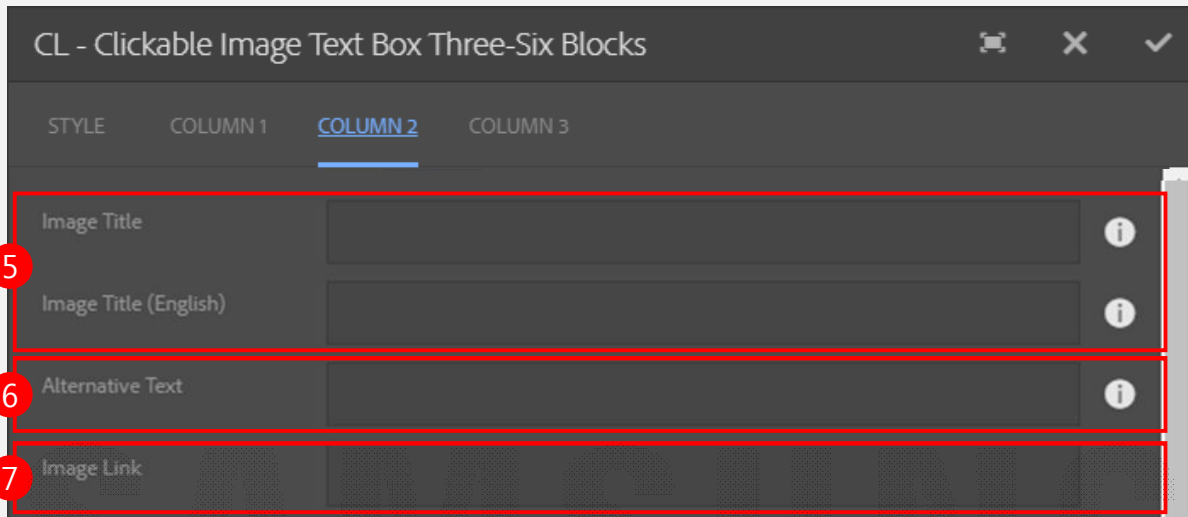 CL - Clickable Image Text Box Three-Six Blocks
STYLE COLUMN 1 COLUMN 2 COLUMN 3
Image Title
5
Image Title (English)
6 Alternative Text
7 Image Link